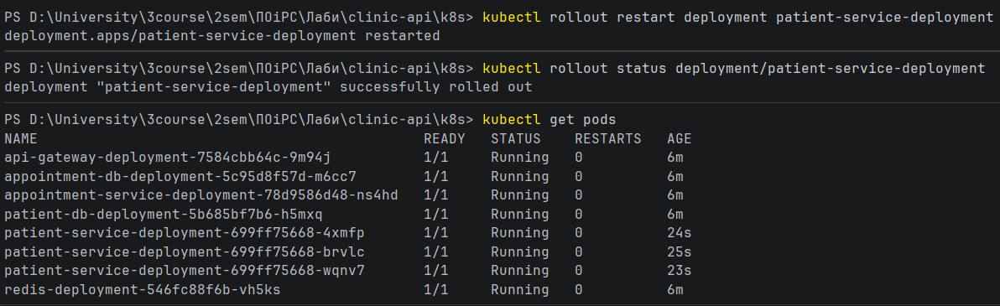 PS D:\University\3course\2sem\ПОіРС\Лаби\clinic-api\k8s> kubectl rollout restart deployment patient-service-deployment
deployment.apps/patient-service-deployment restarted
PS D:\University\3course\2sem\ПОіРС\Лаби\clinic-api\k8s> kubectl rollout status deployment/patient-service-deployment
deployment "patient-service-deployment" successfully rolled out
PS D:\University\3course\2sem\ПОіРС\Лаби\clinic-api\k8s> kubectl get pods
NAME READY STATUS RESTARTS AGE
api-gateway-deployment-7584cbb64c-9m94j 1/1 Running 0 6m
appointment-db-deployment-5c95d8f57d-m6cc7 1/1 Running 0 6m
appointment-service-deployment-78d9586d48-ns4hd 1/1 Running 0 6m
patient-db-deployment-5b685bf7b6-h5mxq 1/1 Running 0 6m
patient-service-deployment-699ff75668-4xmfp 1/1 Running 0 24s
patient-service-deployment-699ff75668-brvlc 1/1 Running 0 25s
patient-service-deployment-699ff75668-wqnv7 1/1 Running 0 23s
redis-deployment-546fc88f6b-vh5ks 1/1 Running 0 6m